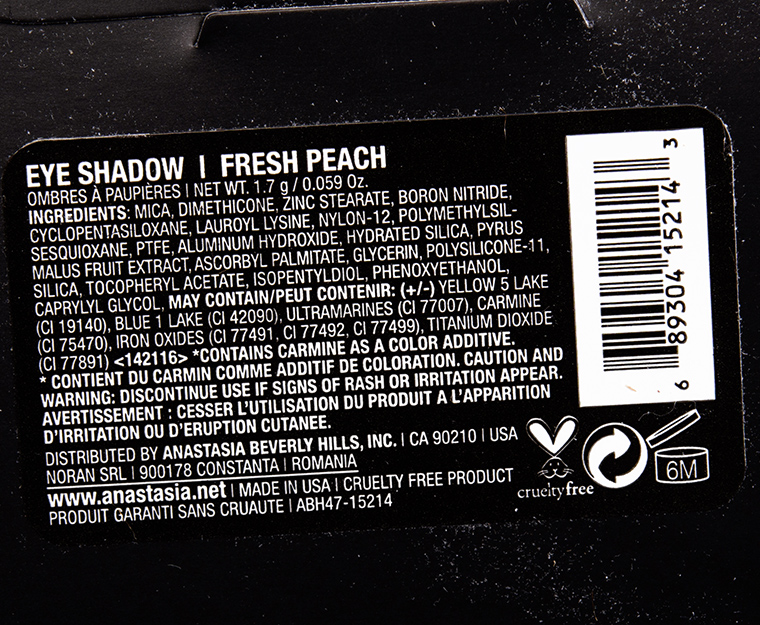 EYE SHADOW | FRESH PEACH
OMBRES À PAUPIÈRES | NET WT. 1.7 g / 0.059 Oz.
INGREDIENTS: MICA, DIMETHICONE, ZINC STEARATE, BORON NITRIDE,
CYCLOPENTASILOXANE, LAUROYL LYSINE, NYLON-12, POLYMETHYLSIL-
SESQUIOXANE, PTFE, ALUMINUM HYDROXIDE, HYDRATED SILICA, PYRUS
MALUS FRUIT EXTRACT, ASCORBYL PALMITATE, GLYCERIN, POLYSILICONE-11,
SILICA, TOCOPHERYL ACETATE, ISOPENTYLDIOL, PHENOXYETHANOL,
CAPRYLYL GLYCOL, MAY CONTAIN/PEUT CONTENIR: (+/-) YELLOW 5 LAKE
(CI 19140), BLUE 1 LAKE (CI 42090), ULTRAMARINES (CI 77007), CARMINE
(CI 75470), IRON OXIDES (CI 77491, CI 77492, CI 77499), TITANIUM DIOXIDE
(CI 77891) <142116> *CONTAINS CARMINE AS A COLOR ADDITIVE.
* CONTIENT DU CARMIN COMME ADDITIF DE COLORATION. CAUTION AND
WARNING: DISCONTINUE USE IF SIGNS OF RASH OR IRRITATION APPEAR.
AVERTISSEMENT : CESSER L'UTILISATION DU PRODUIT A L'APPARITION
D'IRRITATION OU D'ERUPTION CUTANEE.
DISTRIBUTED BY ANASTASIA BEVERLY HILLS, INC. | CA 90210 | USA
NORAN SRL | 900178 CONSTANTA | ROMANIA
www.anastasia.net | MADE IN USA | CRUELTY FREE PRODUCT
PRODUIT GARANTI SANS CRUAUTE | ABH47-15214
6 89304 15214 3
crueltyfree
6M